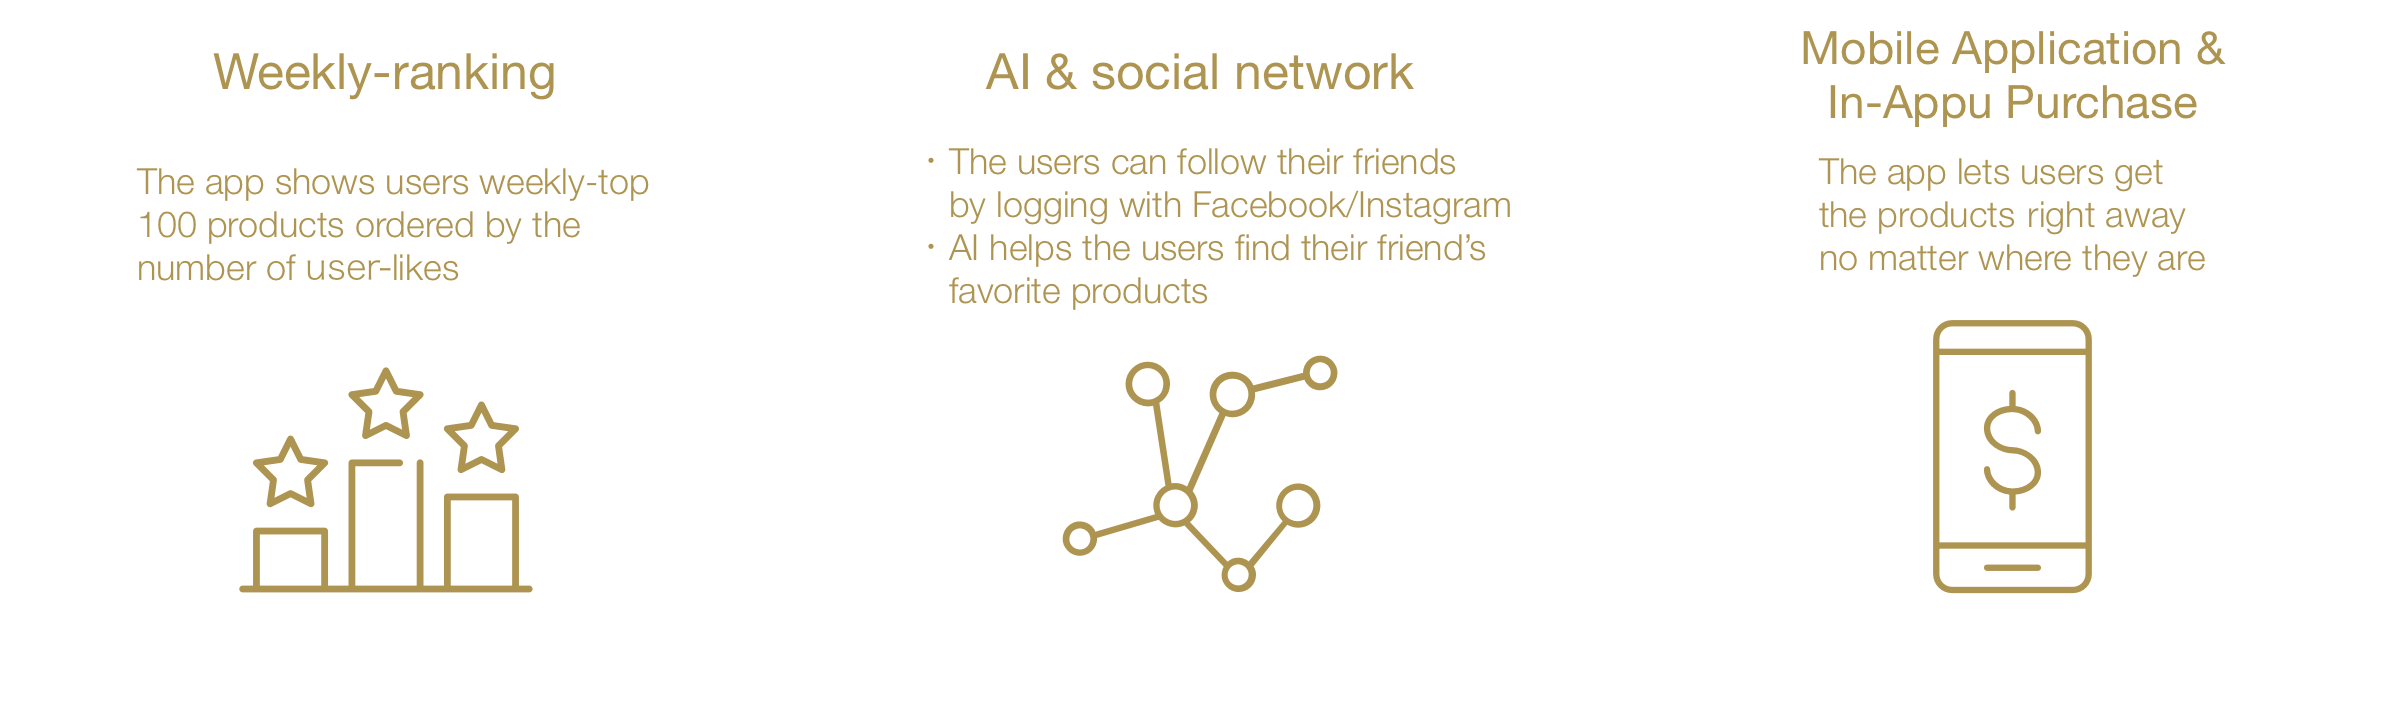 Weekly-ranking
The app shows users weekly-top
100 products ordered by the
number of user-likes
AI & social network
・The users can follow their friends
by logging with Facebook/Instagram
・AI helps the users find their friend's
favorite products
Mobile Application &
In-Appu Purchase
The app lets users get
the products right away
no matter where they are
$